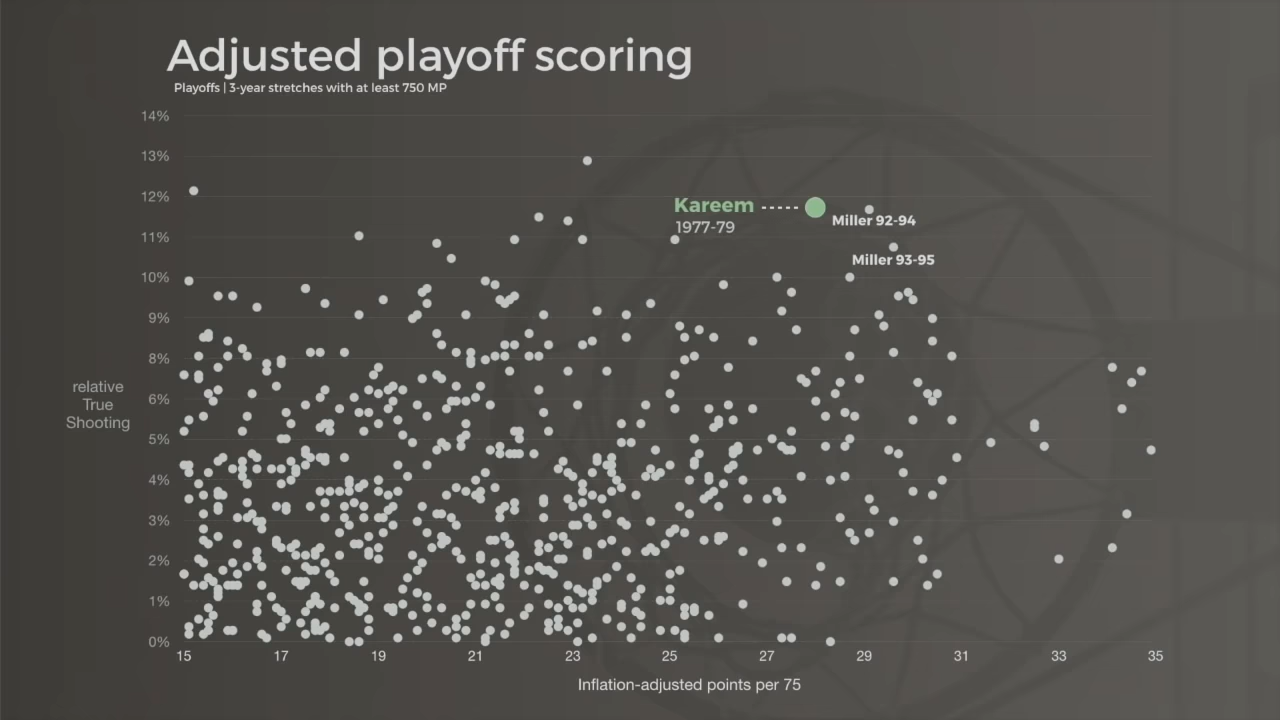 Adjusted playoff scoring
Playoffs | 3-year stretches with at least 750 MP
14%
13%
12%
11%
10%
9%
8%
6%
5%
4%
3%
2%
1%
0%
relative
True
Shooting
Kareem
1977-79
Miller 92-94
Miller 93-95
15 17 19 21 23 25 27 29 31 33 35
Inflation-adjusted points per 75